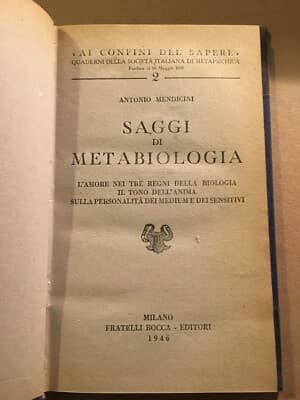 «AI CONFINI DEL SAPERE»
QUADERNI DELLA SOCIETÀ ITALIANA DI METAPSICHICA
2
ANTONIO MENDICINI
SAGGI
DI
METABIOLOGIA
L'AMORE NEI TRE REGNI DELLA BIOLOGIA
IL TONO DELL'ANIMA
SULLA PERSONALITÀ DEI MEDIUM E DEI SENSITIVI
MILANO
FRATELLI BOCCA - EDITORI
1946